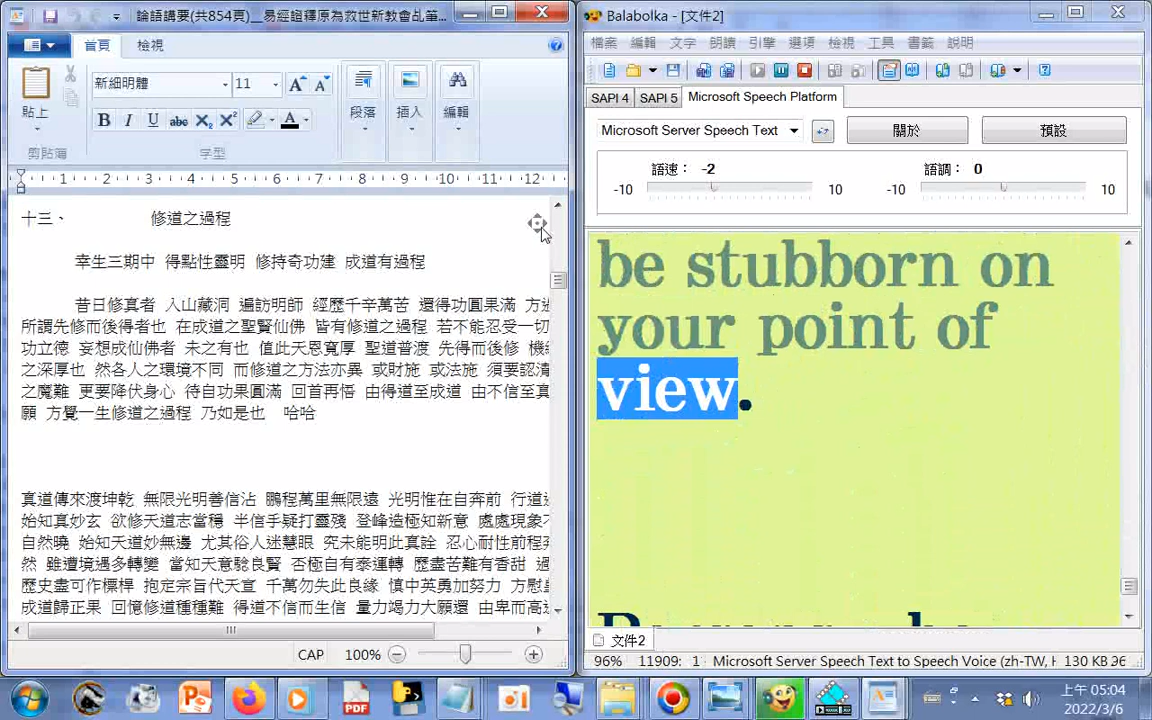 論語講要(共854頁)__易經證釋原為救世新教會乩筆...
首頁
檢視
貼上
剪貼簿
新細明體
11
B I U abc X₂ X²
A
字型
段落
插入
編輯
1 2 3 4 5 6 7 8 9 10 11 12
十三、 修道之過程
幸生三期中 得點性靈明 修持奇功建 成道有過程
昔日修真者 入山藏洞 遍訪明師 經歷千辛萬苦 還得功圓果滿 方
所謂先修而後得者也 在成道之聖賢仙佛 皆有修道之過程 若不能忍受一切
功立德 妄想成仙佛者 未之有也 值此天恩寬厚 聖道普渡 先得而後修 機
之深厚也 然各人之環境不同 而修道之方法亦異 或財施 或法施 須要認清
之魔難 更要降伏身心 待自功果圓滿 回首再悟 由得道至成道 由不信至真
願 方覺一生修道之過程 乃如是也 哈哈
真道傳來渡坤乾 無限光明善信沾 鵬程萬里無限遠 光明惟在自奔前 行道
始知真妙玄 欲修天道志當穩 半信半疑打靈殘 登峰造極知新意 處處現象
自然曉 始知天道妙無邊 尤其俗人迷慧眼 究未能明此真詮 忍心耐性前程
然 雖遭境遇多轉變 當知天意驗良賢 否極自有泰運轉 歷盡苦難有香甜
歷史盡可作標桿 抱定宗旨代天宣 千萬勿失此良緣 慎中英勇加努力 方慰
成道歸正果 回憶修道種種難 得道不信而生信 量力竭力大願還 由卑而高
CAP 100%
Balabolka - [文件2]
檔案 編輯 文字 朗讀 引擎 選項 檢視 工具 書籤 說明
SAPI 4 SAPI 5 Microsoft Speech Platform
Microsoft Server Speech Text
關於
預設
語速： -2
語調： 0
-10 10
-10 10
be stubborn on
your point of
view.
文件2
96% 11909: 1 Microsoft Server Speech Text to Speech Voice (zh-TW, 130 KB
上午 05:04
2022/3/6